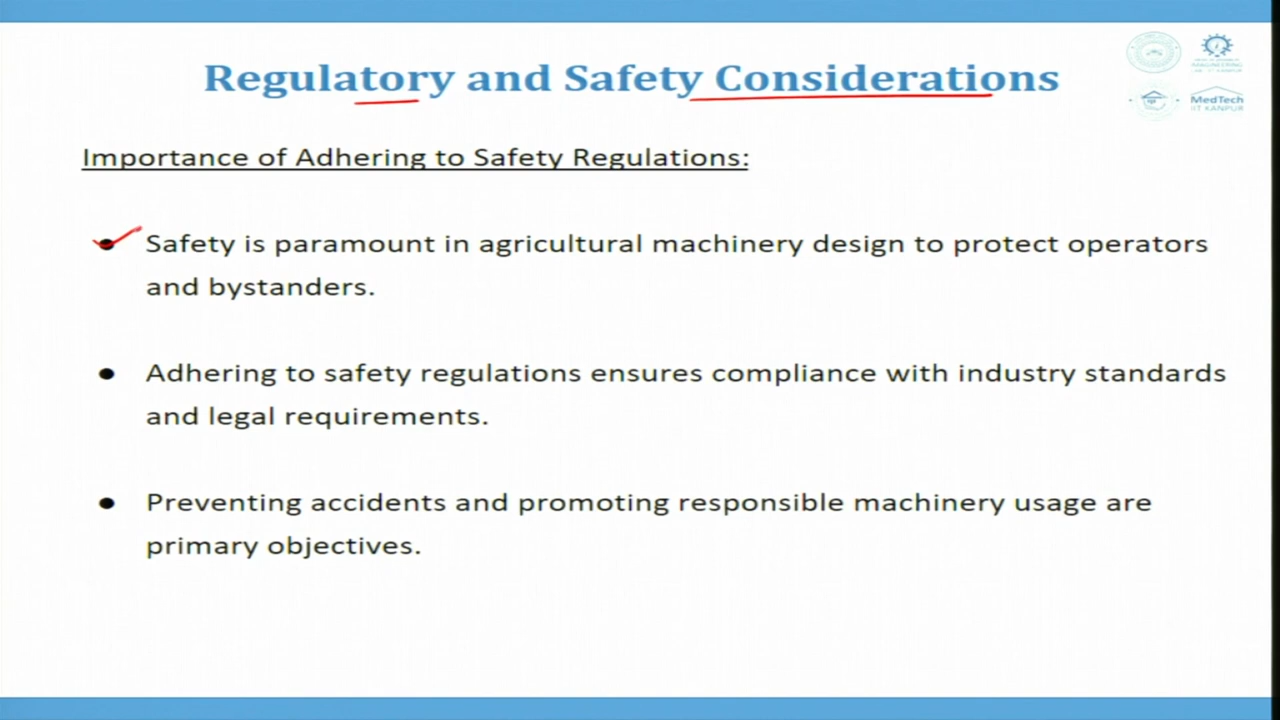 Regulatory and Safety Considerations
MedTech
IIT KANPUR
Importance of Adhering to Safety Regulations:
● Safety is paramount in agricultural machinery design to protect operators
and bystanders.
● Adhering to safety regulations ensures compliance with industry standards
and legal requirements.
● Preventing accidents and promoting responsible machinery usage are
primary objectives.